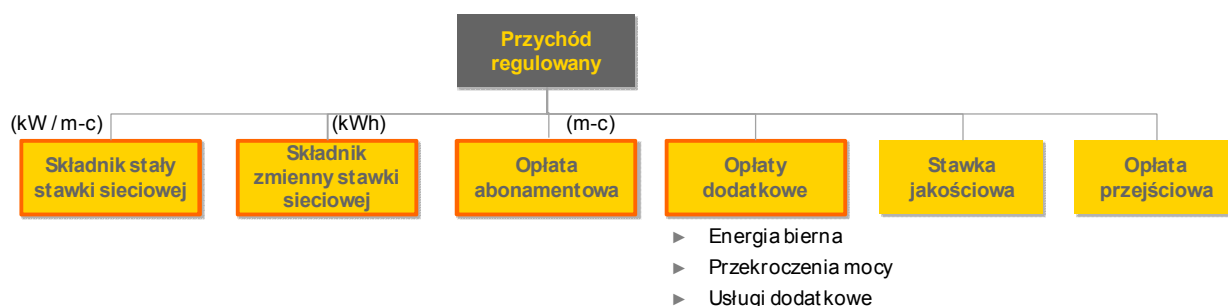 Przychód
regulowany
(kW / m-c)
(kWh)
(m-c)
Składnik stały
stawki sieciowej
Składnik
zmienny stawki
sieciowej
Opłata
abonamentowa
Opłaty
dodatkowe
Stawka
jakościowa
Opłata
przejściowa
► Energia bierna
► Przekroczenia mocy
► Usługi dodatkowe